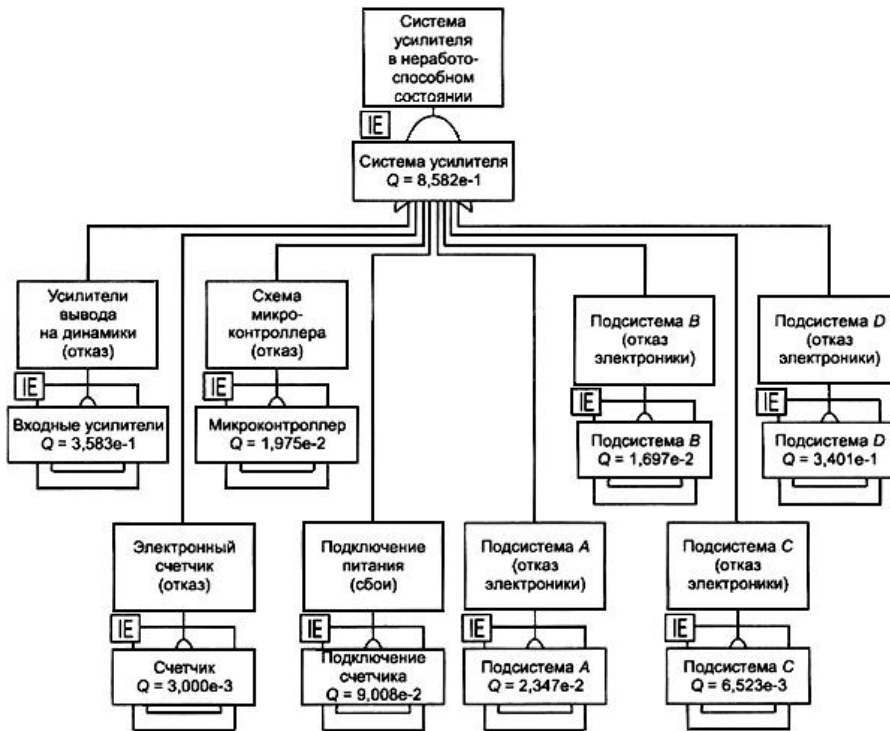 Система
усилителя
в неработо-
способном
состоянии
IE
Система усилителя
Q = 8,582e-1
Усилители
вывода
на динамики
(отказ)
IE
Входные усилители
Q = 3,583e-1
Схема
микро-
контроллера
(отказ)
IE
Микроконтроллер
Q = 1,975e-2
Подсистема B
(отказ
электроники)
IE
Подсистема B
Q = 1,697e-2
Подсистема D
(отказ
электроники)
IE
Подсистема D
Q = 3,401e-1
Электронный
счетчик
(отказ)
IE
Счетчик
Q = 3,000e-3
Подключение
питания
(сбои)
IE
Подключение
счетчика
Q = 9,008e-2
Подсистема A
(отказ
электроники)
IE
Подсистема A
Q = 2,347e-2
Подсистема C
(отказ
электроники)
IE
Подсистема C
Q = 6,523e-3